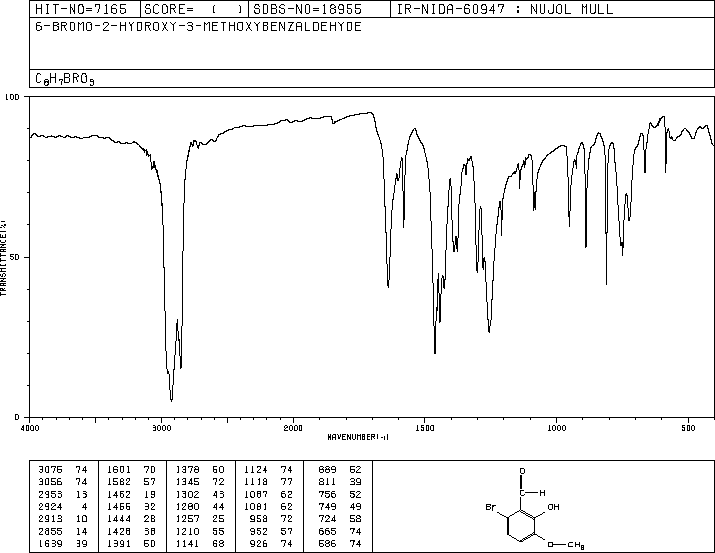 HIT-NO=7165 SCORE= ( ) SDBS-NO=18955 IR-NIDA-60947 : NUJOL MULL
6-BROMO-2-HYDROXY-3-METHOXYBENZALDEHYDE
C8H7BRO3
100
50
0
TRANSMITTANCE(%)
4000 3000 2000 1500 1000 500
WAVENUMBER(-1)
3075 74 1601 70 1378 50 1124 74 889 52
3056 74 1582 57 1345 72 1118 77 811 39
2953 13 1462 19 1302 43 1087 62 756 52
2924 4 1455 32 1280 44 1081 62 749 49
2913 10 1444 28 1257 25 958 72 724 58
2855 14 1428 38 1210 55 952 57 665 74
1639 39 1391 50 1141 68 926 74 586 74
O
C—H
Br
OH
O—CH3